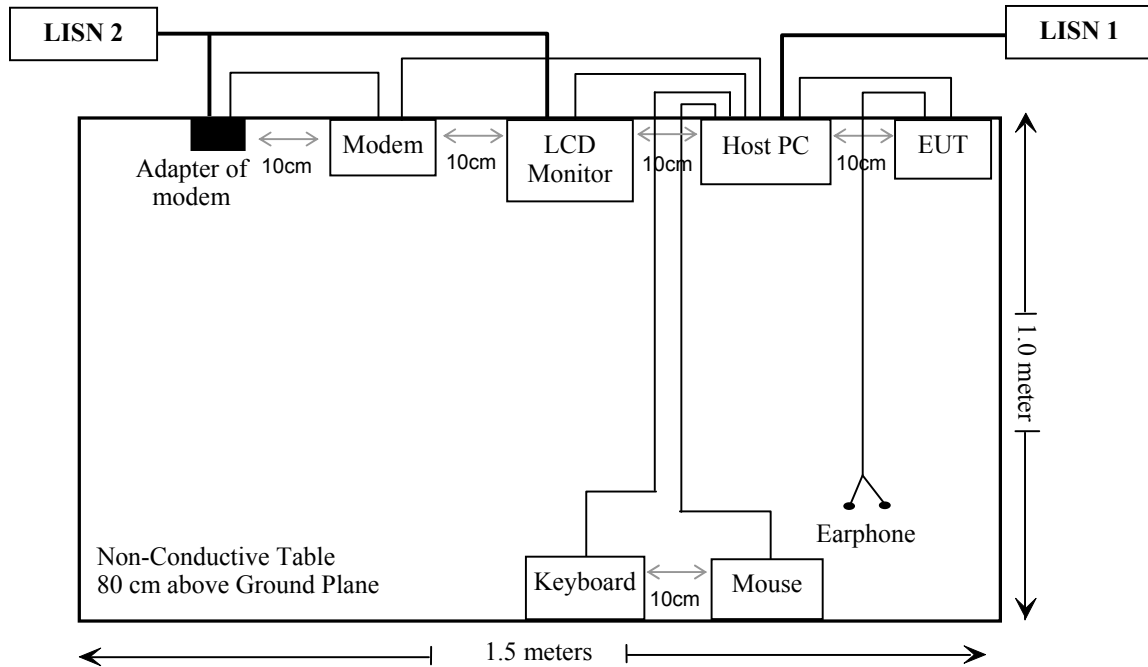 LISN 2
LISN 1
Adapter of
modem
10cm
Modem
10cm
LCD
Monitor
10cm
Host PC
10cm
EUT
1.0 meter
Earphone
Non-Conductive Table
80 cm above Ground Plane
Keyboard
10cm
Mouse
1.5 meters